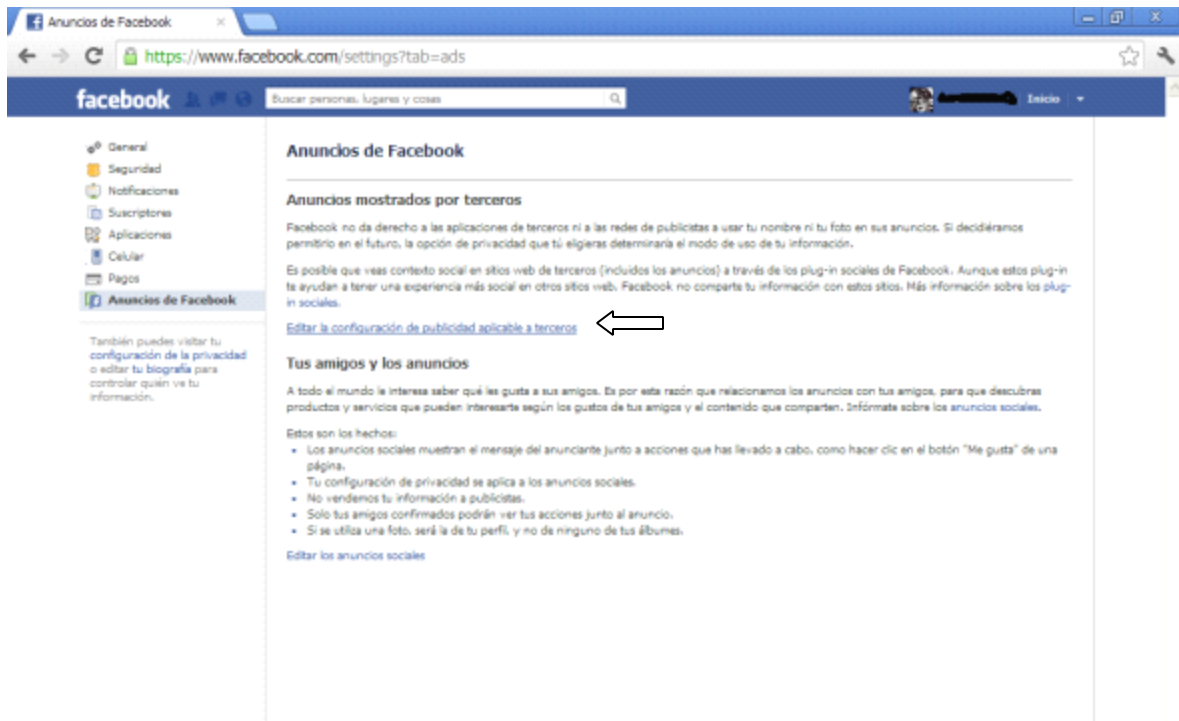 Anuncios de Facebook
https://www.facebook.com/settings?tab=ads
facebook
Buscar personas, lugares y cosas
Inicio
General
Seguridad
Notificaciones
Suscriptores
Aplicaciones
Celular
Pagos
Anuncios de Facebook
También puedes visitar tu
configuración de la privacidad
o editar tu biografía para
controlar quién ve tu
información.
Anuncios de Facebook
Anuncios mostrados por terceros
Facebook no da derecho a las aplicaciones de terceros ni a las redes de publicistas a usar tu nombre ni tu foto en sus anuncios. Si decidiéramos
permitirlo en el futuro, la opción de privacidad que tú eligieras determinaría el modo de uso de tu información.
Es posible que veas contexto social en sitios web de terceros (incluidos los anuncios) a través de los plug-in sociales de Facebook. Aunque estos plug-in
te ayudan a tener una experiencia más social en otros sitios web, Facebook no comparte tu información con estos sitios. Más información sobre los plug-
in sociales.
Editar la configuración de publicidad aplicable a terceros
Tus amigos y los anuncios
A todo el mundo le interesa saber qué les gusta a sus amigos. Es por esta razón que relacionamos los anuncios con tus amigos, para que descubras
productos y servicios que pueden interesarte según los gustos de tus amigos y el contenido que comparten. Infórmate sobre los anuncios sociales.
Estos son los hechos:
• Los anuncios sociales muestran el mensaje del anunciante junto a acciones que has llevado a cabo, como hacer clic en el botón "Me gusta" de una
página.
• Tu configuración de privacidad se aplica a los anuncios sociales.
• No vendemos tu información a publicistas.
• Solo tus amigos confirmados podrán ver tus acciones junto al anuncio.
• Si se utiliza una foto, será la de tu perfil, y no de ninguno de tus álbumes.
Editar los anuncios sociales